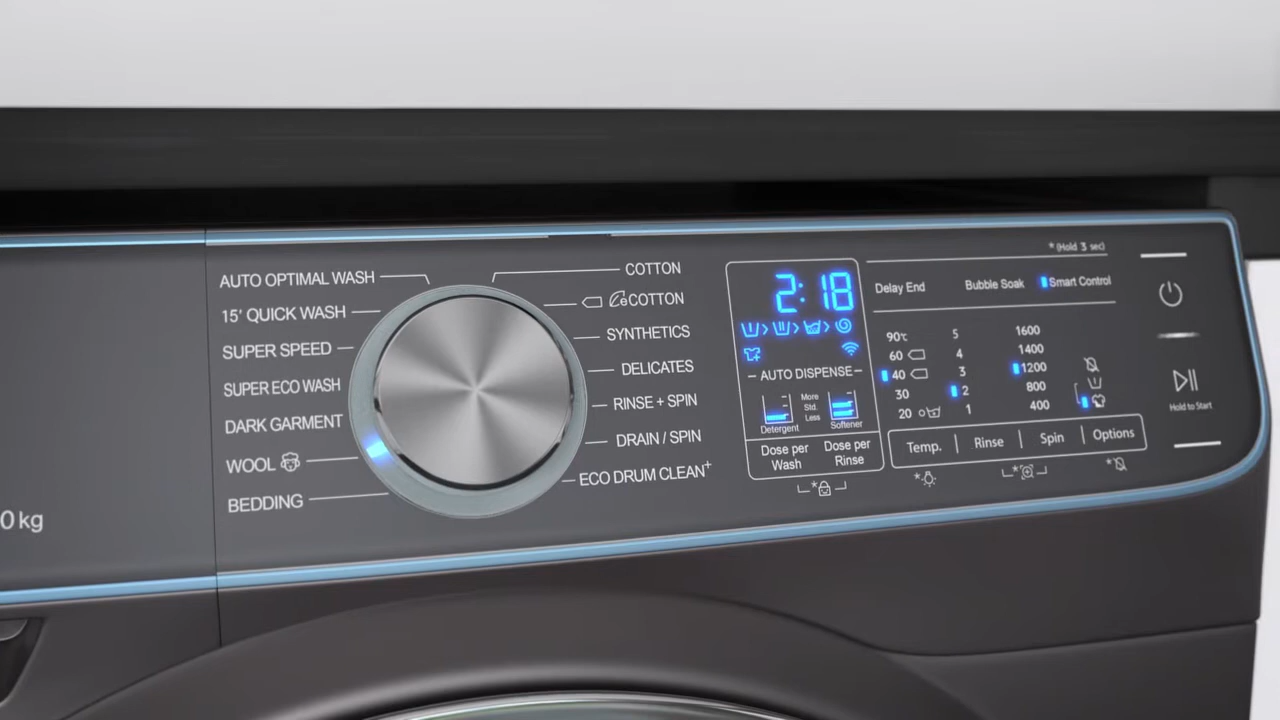 AUTO OPTIMAL WASH
15' QUICK WASH
SUPER SPEED
SUPER ECO WASH
DARK GARMENT
WOOL
BEDDING
0 kg
COTTON
eCOTTON
SYNTHETICS
DELICATES
RINSE + SPIN
DRAIN / SPIN
ECO DRUM CLEAN+
2:18
AUTO DISPENSE
More
Std.
Less
Detergent
Softener
Dose per Wash
Dose per Rinse
* (Hold 3 sec)
Delay End Bubble Soak Smart Control
90℃ 5 1600
60 4 1400
40 3 1200
30 2 800
20 1 400
Temp. Rinse Spin Options
Hold to Start